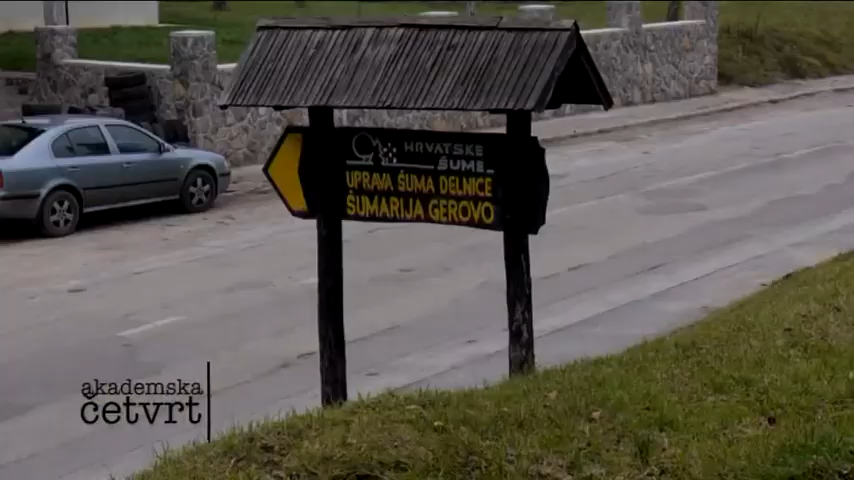 HRVATSKE
ŠUME
UPRAVA ŠUMA DELNICE
ŠUMARIJA GEROVO
akademska
četvrt